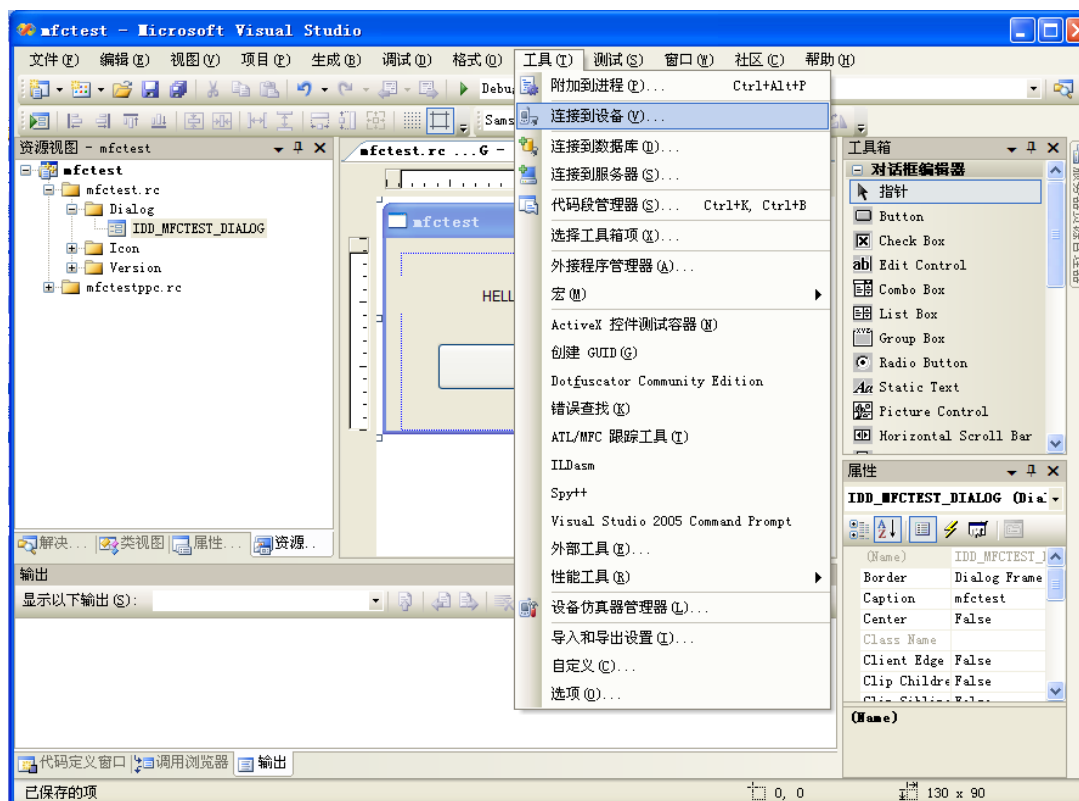 mfctest - Microsoft Visual Studio
文件(F) 编辑(E) 视图(V) 项目(P) 生成(B) 调试(D) 格式(O) 工具(T) 测试(S) 窗口(W) 社区(C) 帮助(H)
Debu
Sans
资源视图 - mfctest
mfctest
mfctest.rc
Dialog
IDD_MFCTEST_DIALOG
Icon
Version
mfctestppc.rc
解决... 类视图 属性... 资源..
mfctest.rc ...G -
mfctest
HELL
附加到进程(P)... Ctrl+Alt+P
连接到设备(V)...
连接到数据库(D)...
连接到服务器(S)...
代码段管理器(S)... Ctrl+K, Ctrl+B
选择工具箱项(X)...
外接程序管理器(A)...
宏(M)
ActiveX 控件测试容器(N)
创建 GUID(G)
Dotfuscator Community Edition
错误查找(K)
ATL/MFC 跟踪工具(T)
ILDasm
Spy++
Visual Studio 2005 Command Prompt
外部工具(E)...
性能工具(R)
设备仿真器管理器(L)...
导入和导出设置(I)...
自定义(C)...
选项(O)...
工具箱
对话框编辑器
指针
Button
Check Box
Edit Control
Combo Box
List Box
Group Box
Radio Button
Static Text
Picture Control
Horizontal Scroll Bar
属性
IDD_MFCTEST_DIALOG (Dia
(Name) IDD_MFCTEST_
Border Dialog Frame
Caption mfctest
Center False
Class Name
Client Edge False
Clip Childre False
(Name)
输出
显示以下输出(S):
代码定义窗口 调用浏览器 输出
已保存的项 0, 0 130 x 90